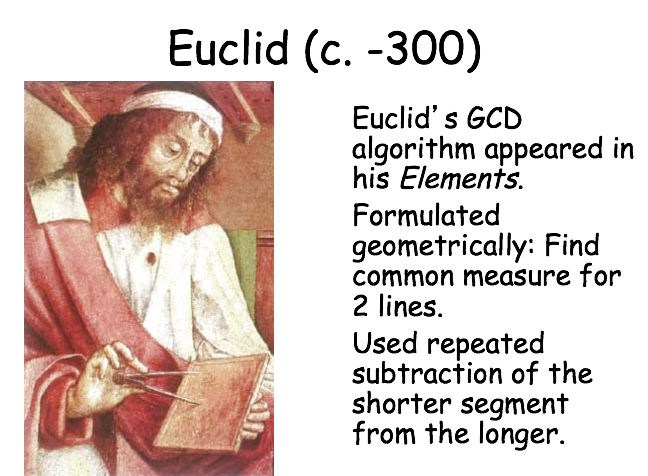 Euclid (c. -300)
Euclid’s GCD
algorithm appeared in
his Elements.
Formulated
geometrically: Find
common measure for
2 lines.
Used repeated
subtraction of the
shorter segment
from the longer.